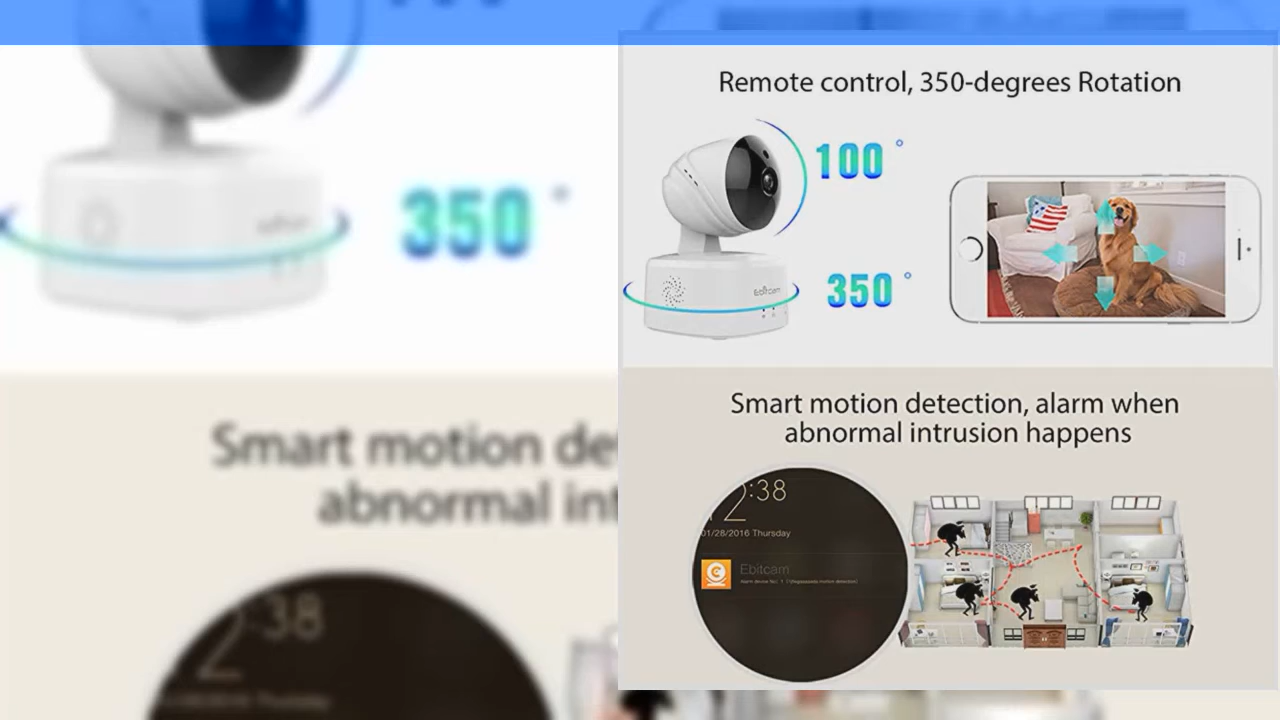 Remote control, 350-degrees Rotation
100°
350°
Ebitcam
Smart motion detection, alarm when
abnormal intrusion happens
2:38
01/28/2016 Thursday
Ebitcam
350°
Smart motion de
abnormal int
2:38